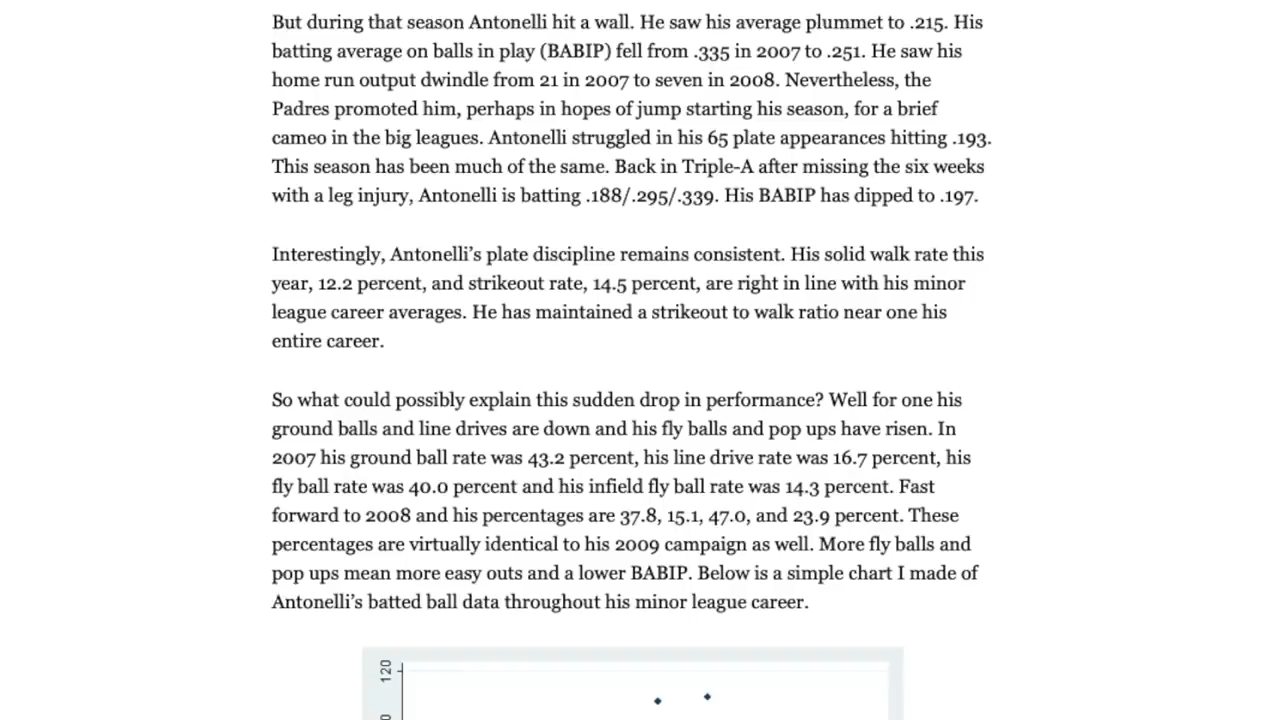 But during that season Antonelli hit a wall. He saw his average plummet to .215. His
batting average on balls in play (BABIP) fell from .335 in 2007 to .251. He saw his
home run output dwindle from 21 in 2007 to seven in 2008. Nevertheless, the
Padres promoted him, perhaps in hopes of jump starting his season, for a brief
cameo in the big leagues. Antonelli struggled in his 65 plate appearances hitting .193.
This season has been much of the same. Back in Triple-A after missing the six weeks
with a leg injury, Antonelli is batting .188/.295/.339. His BABIP has dipped to .197.
Interestingly, Antonelli's plate discipline remains consistent. His solid walk rate this
year, 12.2 percent, and strikeout rate, 14.5 percent, are right in line with his minor
league career averages. He has maintained a strikeout to walk ratio near one his
entire career.
So what could possibly explain this sudden drop in performance? Well for one his
ground balls and line drives are down and his fly balls and pop ups have risen. In
2007 his ground ball rate was 43.2 percent, his line drive rate was 16.7 percent, his
fly ball rate was 40.0 percent and his infield fly ball rate was 14.3 percent. Fast
forward to 2008 and his percentages are 37.8, 15.1, 47.0, and 23.9 percent. These
percentages are virtually identical to his 2009 campaign as well. More fly balls and
pop ups mean more easy outs and a lower BABIP. Below is a simple chart I made of
Antonelli's batted ball data throughout his minor league career.
120